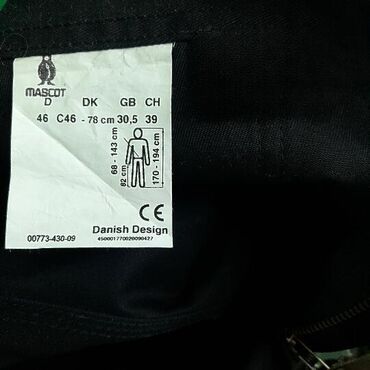 MASCOT
D DK GB CH
46 C46 - 78 cm 30,5 39
68 - 143 cm
82 cm
170 - 194 cm
CE
Danish Design
00773-430-09
450001770020090427